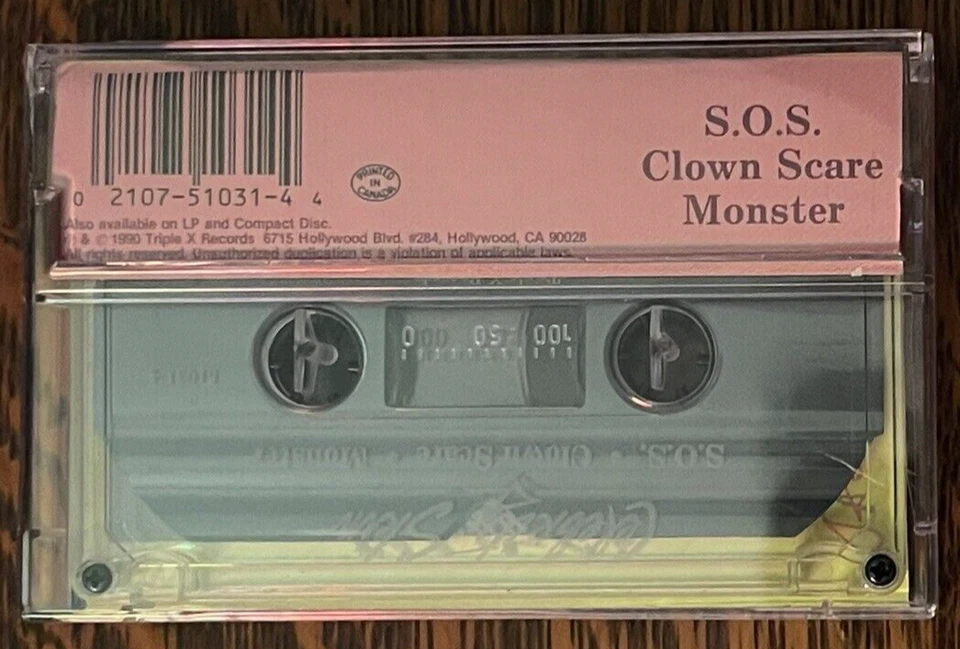 S.O.S.
Clown Scare
Monster
0 2107-51031-4 4
PRINTED
IN
CANADA
Also available on LP and Compact Disc.
& © 1990 Triple X Records 6715 Hollywood Blvd. #284, Hollywood, CA 90028
All rights reserved. Unauthorized duplication is a violation of applicable laws.
0 50 100
S.O.S. • Clown Scare • Monster